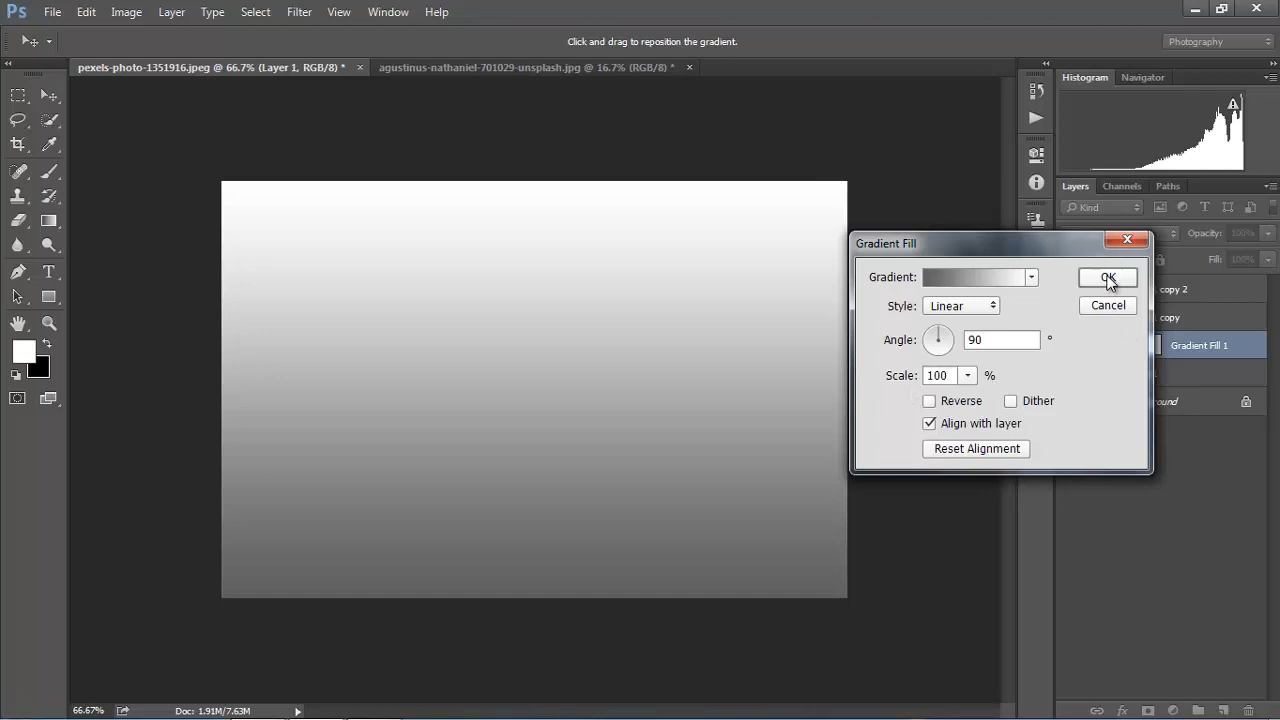 Ps File Edit Image Layer Type Select Filter View Window Help
Click and drag to reposition the gradient.
Photography
pexels-photo-1351916.jpeg @ 66.7% (Layer 1, RGB/8) *
agustinus-nathaniel-701029-unsplash.jpg @ 16.7% (RGB/8) *
Histogram Navigator
Layers Channels Paths
Kind
Opacity: 100%
Fill: 100%
Gradient Fill
Gradient:
OK
Style: Linear
Cancel
Angle: 90 °
Scale: 100 %
Reverse Dither
Align with layer
Reset Alignment
copy 2
copy
Gradient Fill 1
ound
66.67%
Doc: 1.91M/7.63M